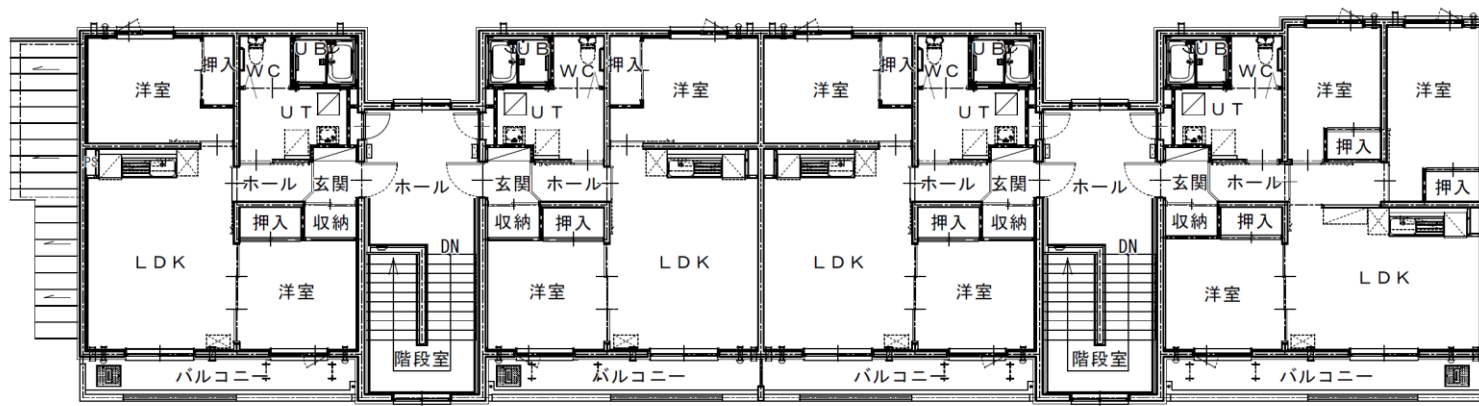 ＵＢ
ＵＢ
ＵＢ
ＵＢ
押入
ＷＣ
ＷＣ
押入
押入
ＷＣ
ＷＣ
洋室
洋室
洋室
洋室
洋室
ＵＴ
ＵＴ
ＵＴ
ＵＴ
押入
PS
ホール
玄関
ホール
玄関
ホール
ホール
玄関
ホール
玄関
ホール
押入
押入
収納
収納
押入
押入
収納
収納
押入
DN
DN
ＬＤＫ
ＬＤＫ
ＬＤＫ
ＬＤＫ
洋室
洋室
洋室
洋室
階段室
階段室
バルコニー
バルコニー
バルコニー
バルコニー